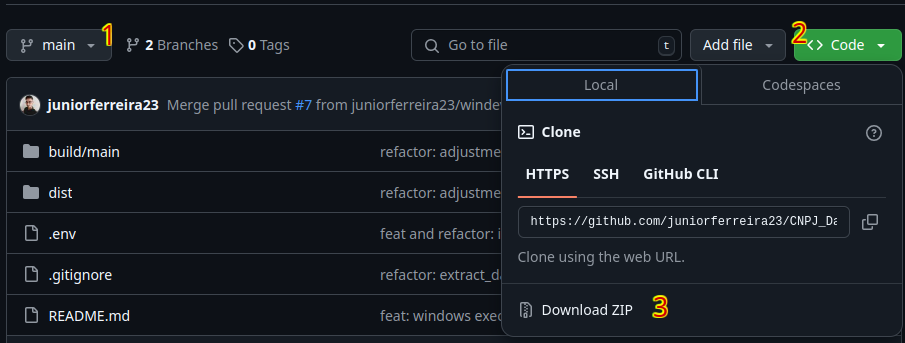 main 1
2 Branches
0 Tags
Go to file
t
Add file
2
Code
juniorferreira23 Merge pull request #7 from juniorferreira23/windev
build/main refactor: adjustme
dist refactor: adjustme
.env feat and refactor: i
.gitignore refactor: extract_da
README.md feat: windows exec
Local
Codespaces
Clone
HTTPS
SSH
GitHub CLI
https://github.com/juniorferreira23/CNPJ_Da
Clone using the web URL.
Download ZIP 3